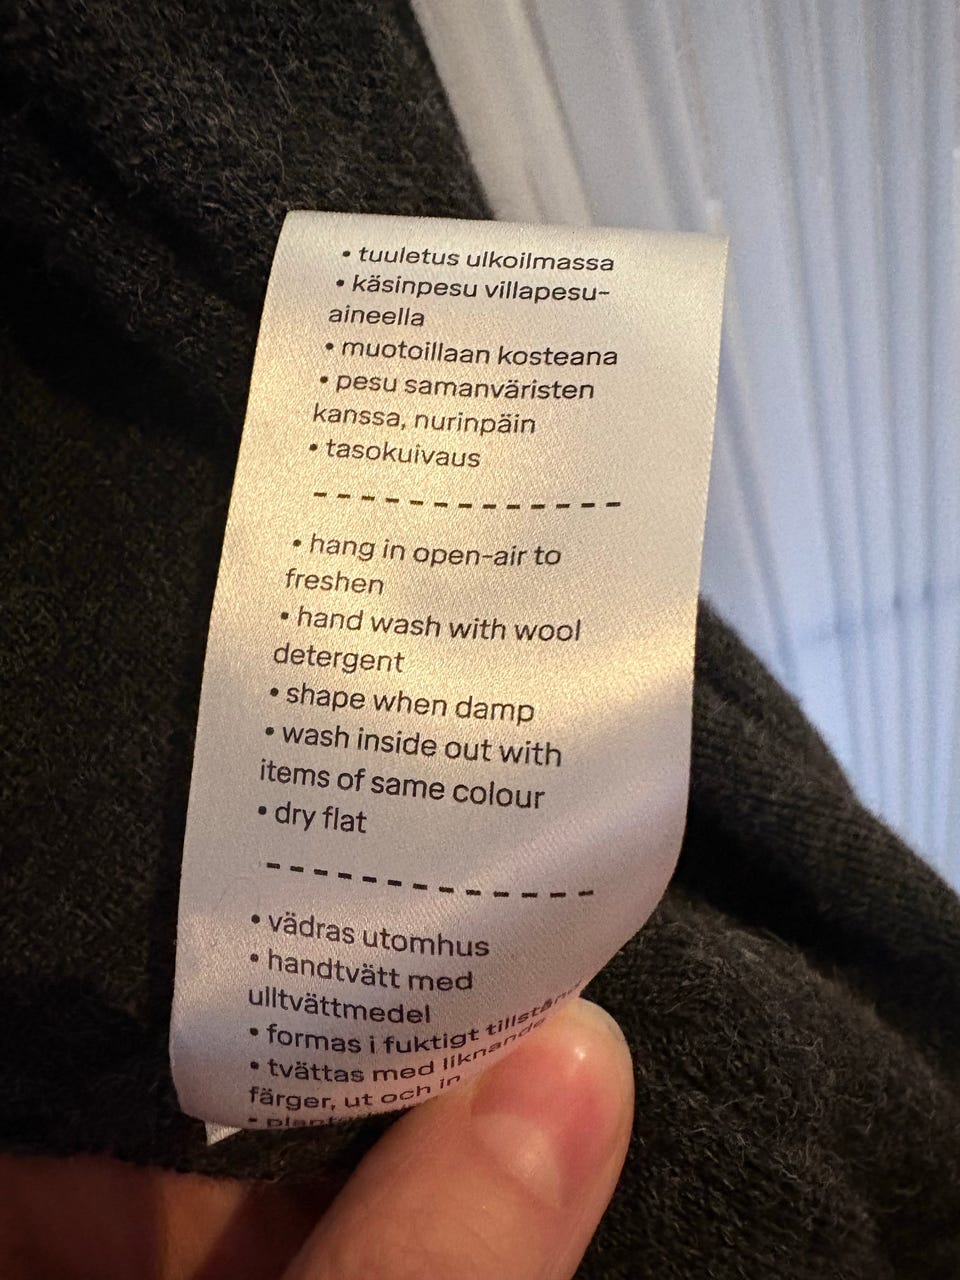 • tuuletus ulkoilmassa
• käsinpesu villapesu-
aineella
• muotoillaan kosteana
• pesu samanväristen
kanssa, nurinpäin
• tasokuivaus
- - - - - - - - - - - - -
• hang in open-air to
freshen
• hand wash with wool
detergent
• shape when damp
• wash inside out with
items of same colour
• dry flat
- - - - - - - - - - - - - -
• vädras utomhus
• handtvätt med
ulltvättmedel
• formas i fuktigt
• tvättas med liknande
färger, ut och in
•